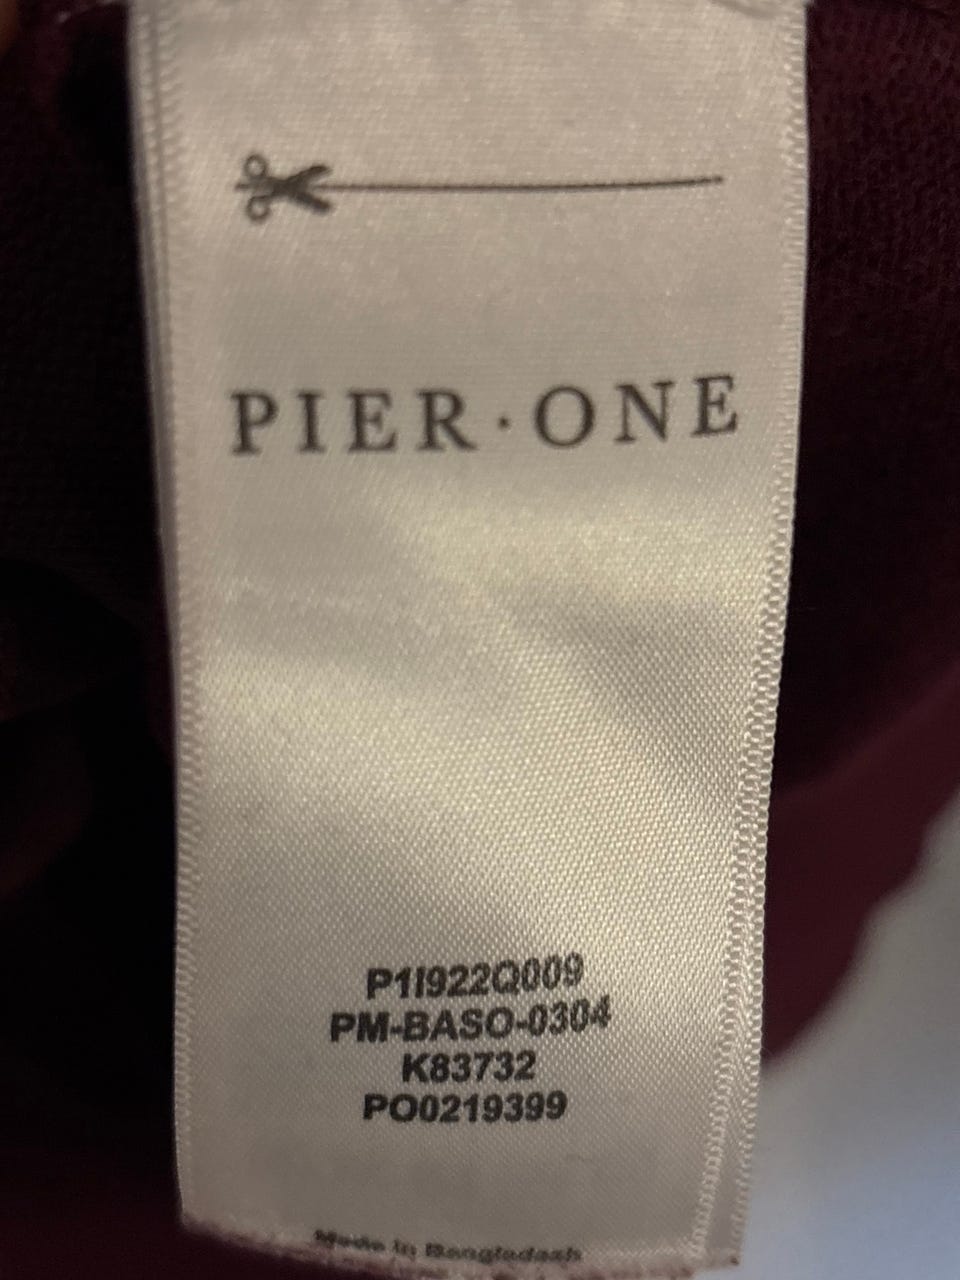 PIER·ONE
P1I922Q009
PM-BASO-0304
K83732
PO0219399
Made in Bangladesh